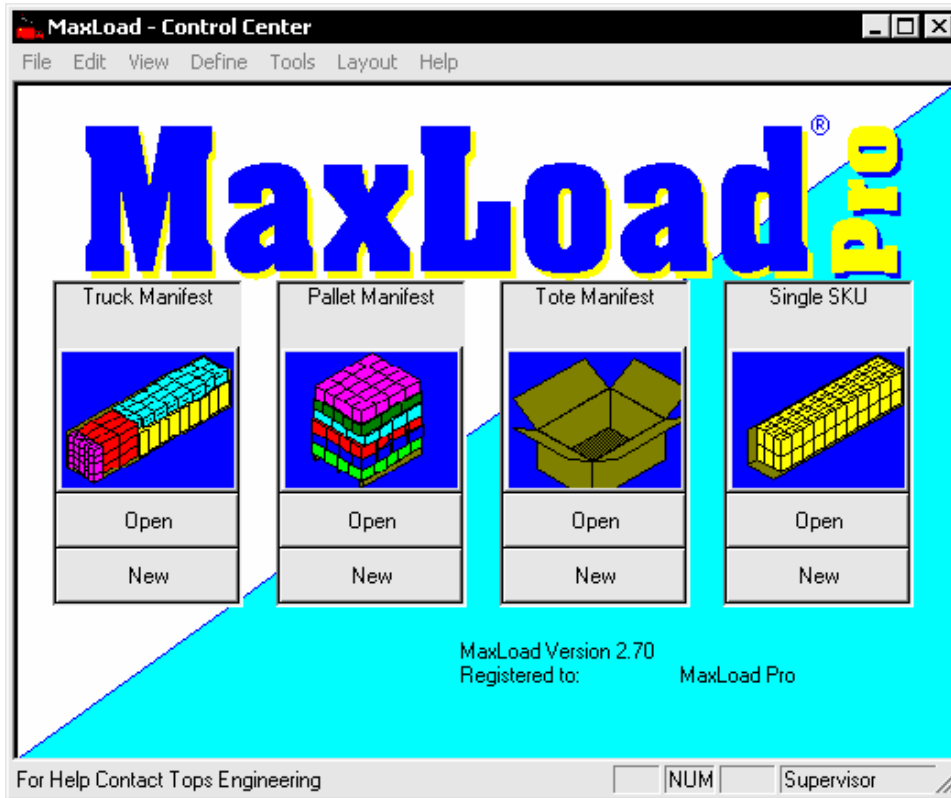 MaxLoad - Control Center
File Edit View Define Tools Layout Help
MaxLoad® Pro
Truck Manifest Pallet Manifest Tote Manifest Single SKU
Open Open Open Open
New New New New
MaxLoad Version 2.70
Registered to: MaxLoad Pro
For Help Contact Tops Engineering NUM Supervisor